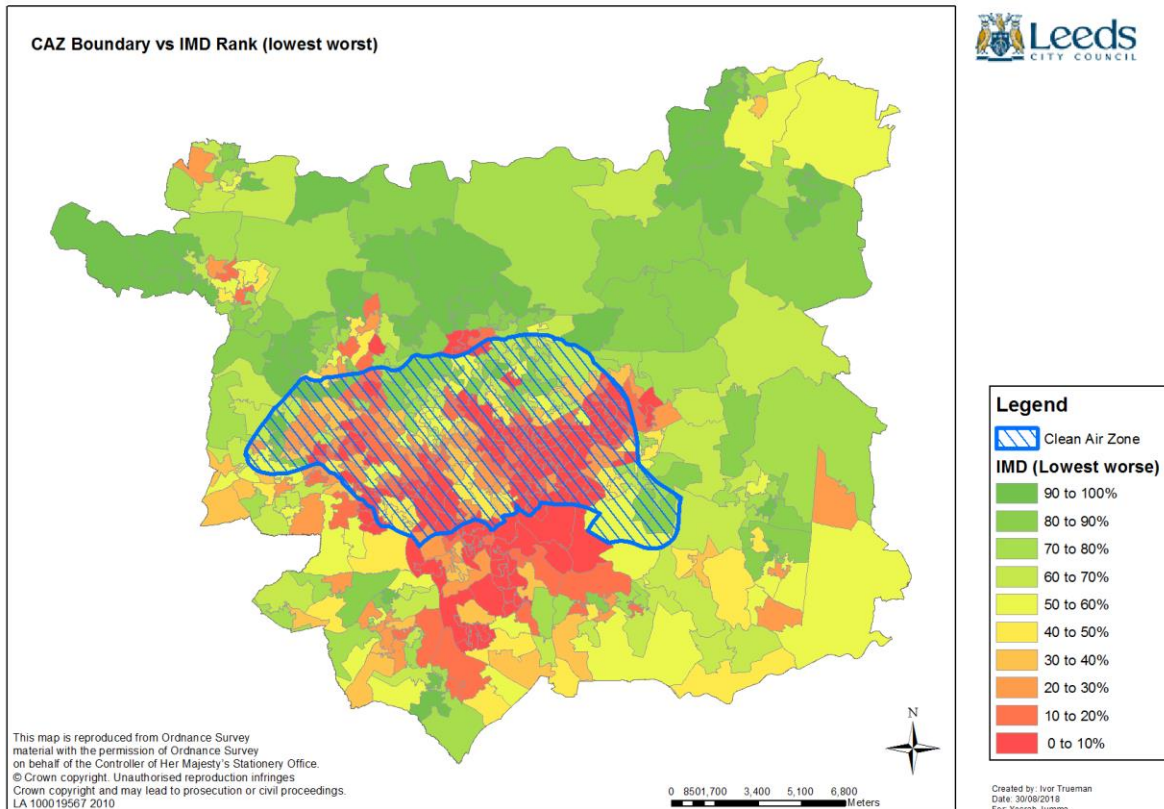 CAZ Boundary vs IMD Rank (lowest worst)
Leeds
CITY COUNCIL
Legend
Clean Air Zone
IMD (Lowest worse)
90 to 100%
80 to 90%
70 to 80%
60 to 70%
50 to 60%
40 to 50%
30 to 40%
20 to 30%
10 to 20%
0 to 10%
This map is reproduced from Ordnance Survey
material with the permission of Ordnance Survey
on behalf of the Controller of Her Majesty's Stationery Office.
© Crown copyright. Unauthorised reproduction infringes
Crown copyright and may lead to prosecution or civil proceedings.
LA 100019567 2010
N
0 8501,700 3,400 5,100 6,800
Meters
Created by: Ivor Trueman
Date: 30/08/2018